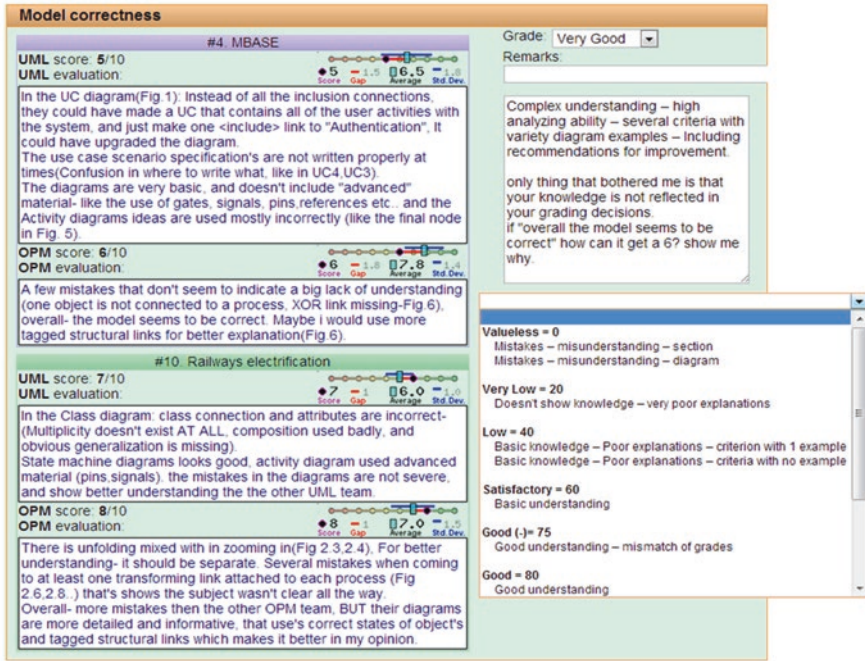 Model correctness
#4. MBASE
UML score: 5/10
UML evaluation:
5 -1.5 6.5 -1.8
Score Gap Average Std.Dev.
In the UC diagram(Fig.1): Instead of all the inclusion connections,
they could have made a UC that contains all of the user activities with
the system, and just make one <include> link to "Authentication", It
could have upgraded the diagram.
The use case scenario specification's are not written properly at
times(Confusion in where to write what, like in UC4,UC3).
The diagrams are very basic, and doesn't include "advanced"
material- like the use of gates, signals, pins,references etc.. and the
Activity diagrams ideas are used mostly incorrectly (like the final node
in Fig. 5).
OPM score: 6/10
OPM evaluation:
6 -1.8 7.8 -1.4
Score Gap Average Std.Dev.
A few mistakes that don't seem to indicate a big lack of understanding
(one object is not connected to a process, XOR link missing-Fig.6),
overall- the model seems to be correct. Maybe i would use more
tagged structural links for better explanation(Fig.6).
#10. Railways electrification
UML score: 7/10
UML evaluation:
7 -1 6.0
Score Gap Average Std.Dev.
In the Class diagram: class connection and attributes are incorrect-
(Multiplicity doesn't exist AT ALL, composition used badly, and
obvious generalization is missing).
State machine diagrams looks good, activity diagram used advanced
material (pins,signals). the mistakes in the diagrams are not severe,
and show better understanding the the other UML team.
OPM score: 8/10
OPM evaluation:
8 -1 7.0 -1.5
Score Gap Average Std.Dev.
There is unfolding mixed with in zooming in(Fig 2.3,2.4), For better
understanding- it should be separate. Several mistakes when coming
to at least one transforming link attached to each process (Fig
2.6,2.8..) that's shows the subject wasn't clear all the way.
Overall- more mistakes then the other OPM team, BUT their diagrams
are more detailed and informative, that use's correct states of object's
and tagged structural links which makes it better in my opinion.
Grade: Very Good
Remarks:
Complex understanding – high
analyzing ability – several criteria with
variety diagram examples – Including
recommendations for improvement.
only thing that bothered me is that
your knowledge is not reflected in
your grading decisions.
if "overall the model seems to be
correct" how can it get a 6? show me
why.
Valueless = 0
Mistakes – misunderstanding – section
Mistakes – misunderstanding – diagram
Very Low = 20
Doesn't show knowledge – very poor explanations
Low = 40
Basic knowledge – Poor explanations – criterion with 1 example
Basic knowledge – Poor explanations – criteria with no example
Satisfactory = 60
Basic understanding
Good (-)= 75
Good understanding – mismatch of grades
Good = 80
Good understanding